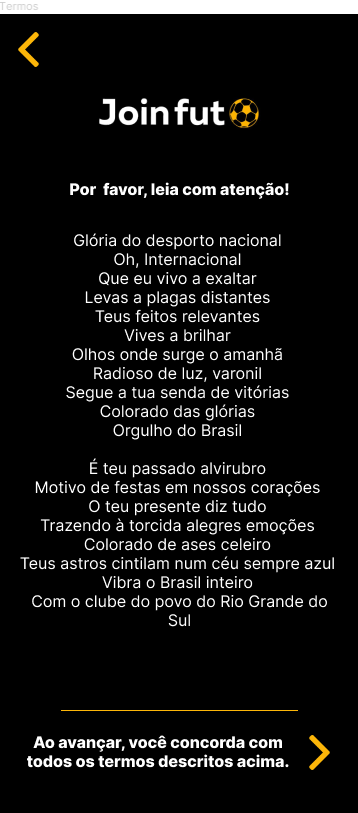 Termos
Join fut
Por favor, leia com atenção!
Glória do desporto nacional
Oh, Internacional
Que eu vivo a exaltar
Levas a plagas distantes
Teus feitos relevantes
Vives a brilhar
Olhos onde surge o amanhã
Radioso de luz, varonil
Segue a tua senda de vitórias
Colorado das glórias
Orgulho do Brasil
É teu passado alvirubro
Motivo de festas em nossos corações
O teu presente diz tudo
Trazendo à torcida alegres emoções
Colorado de ases celeiro
Teus astros cintilam num céu sempre azul
Vibra o Brasil inteiro
Com o clube do povo do Rio Grande do
Sul
Ao avançar, você concorda com
todos os termos descritos acima.